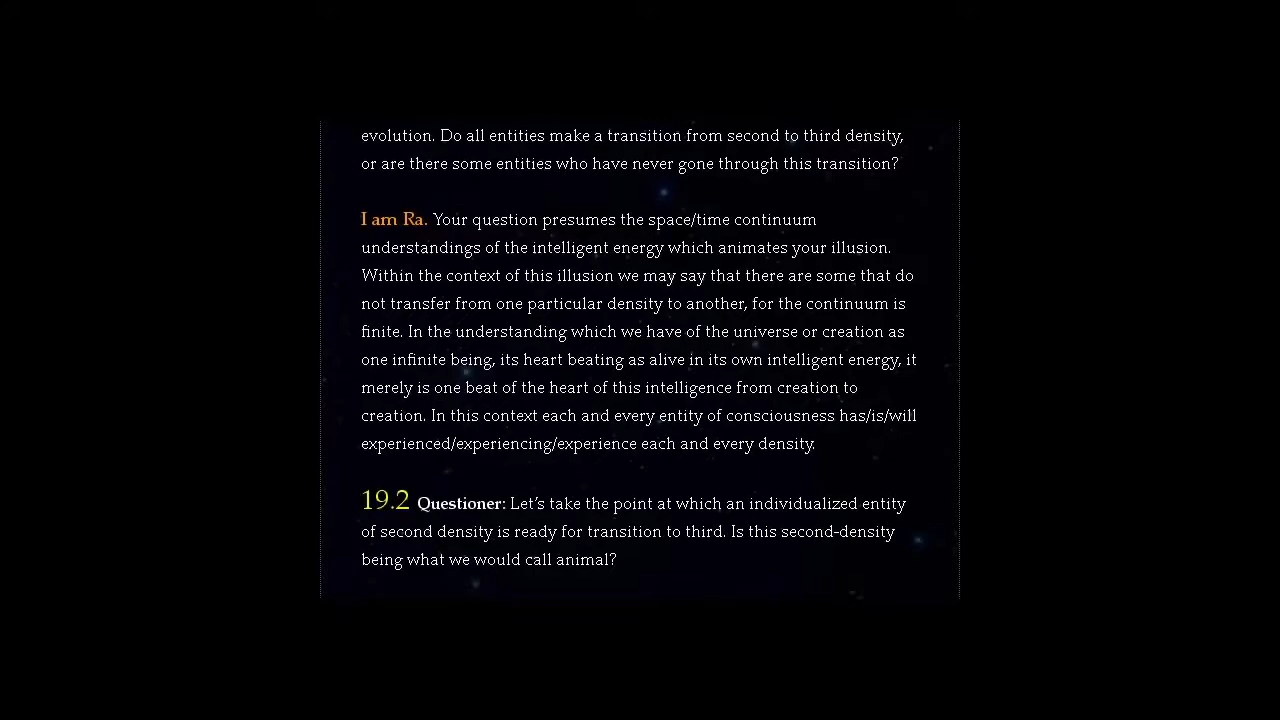 evolution. Do all entities make a transition from second to third density,
or are there some entities who have never gone through this transition?
I am Ra. Your question presumes the space/time continuum
understandings of the intelligent energy which animates your illusion.
Within the context of this illusion we may say that there are some that do
not transfer from one particular density to another, for the continuum is
finite. In the understanding which we have of the universe or creation as
one infinite being, its heart beating as alive in its own intelligent energy, it
merely is one beat of the heart of this intelligence from creation to
creation. In this context each and every entity of consciousness has/is/will
experienced/experiencing/experience each and every density.
19.2 Questioner: Let’s take the point at which an individualized entity
of second density is ready for transition to third. Is this second-density
being what we would call animal?